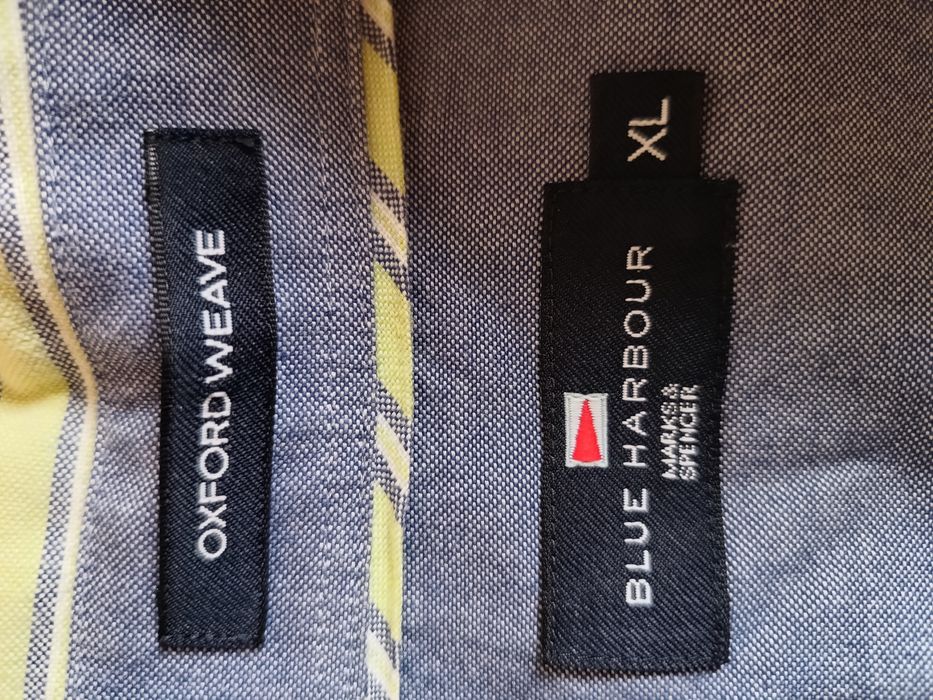 XL
BLUE HARBOUR
MARKS &
SPENCER
OXFORD WEAVE